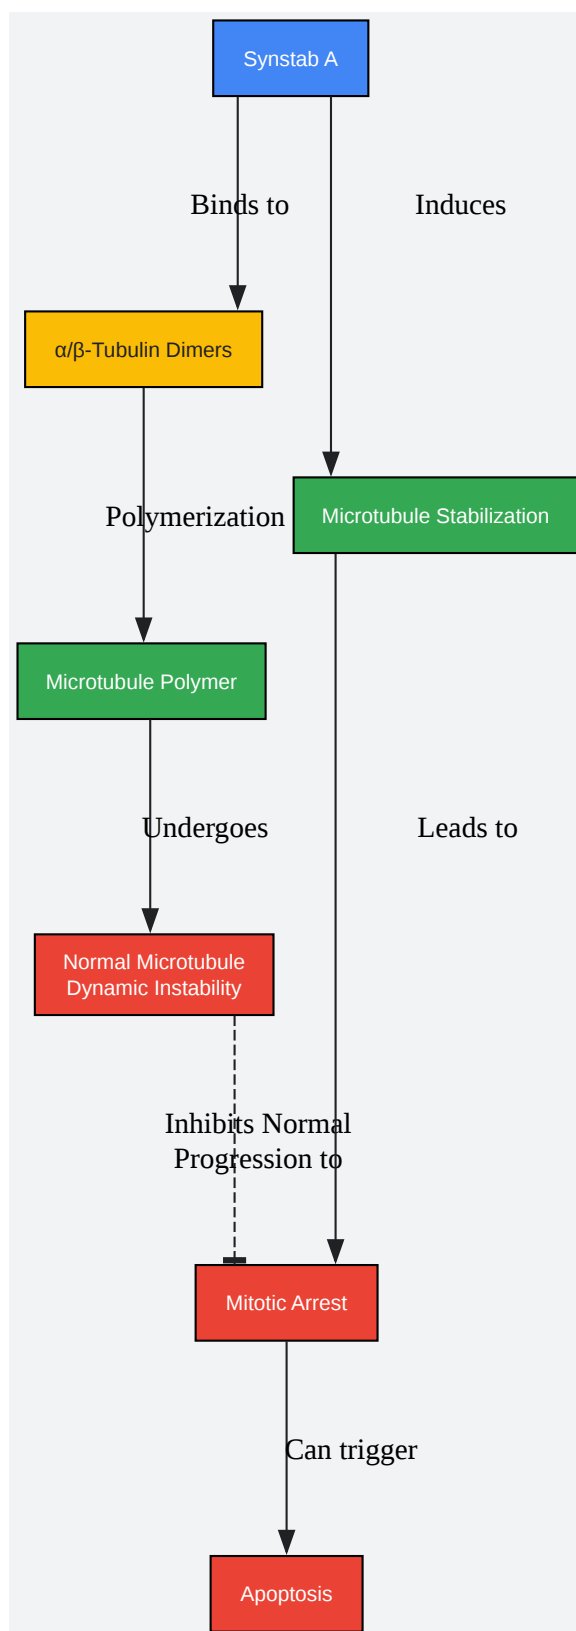 Synstab A
Binds to
Induces
α/β-Tubulin Dimers
Polymerization
Microtubule Stabilization
Microtubule Polymer
Undergoes
Leads to
Normal Microtubule
Dynamic Instability
Inhibits Normal
Progression to
Mitotic Arrest
Can trigger
Apoptosis